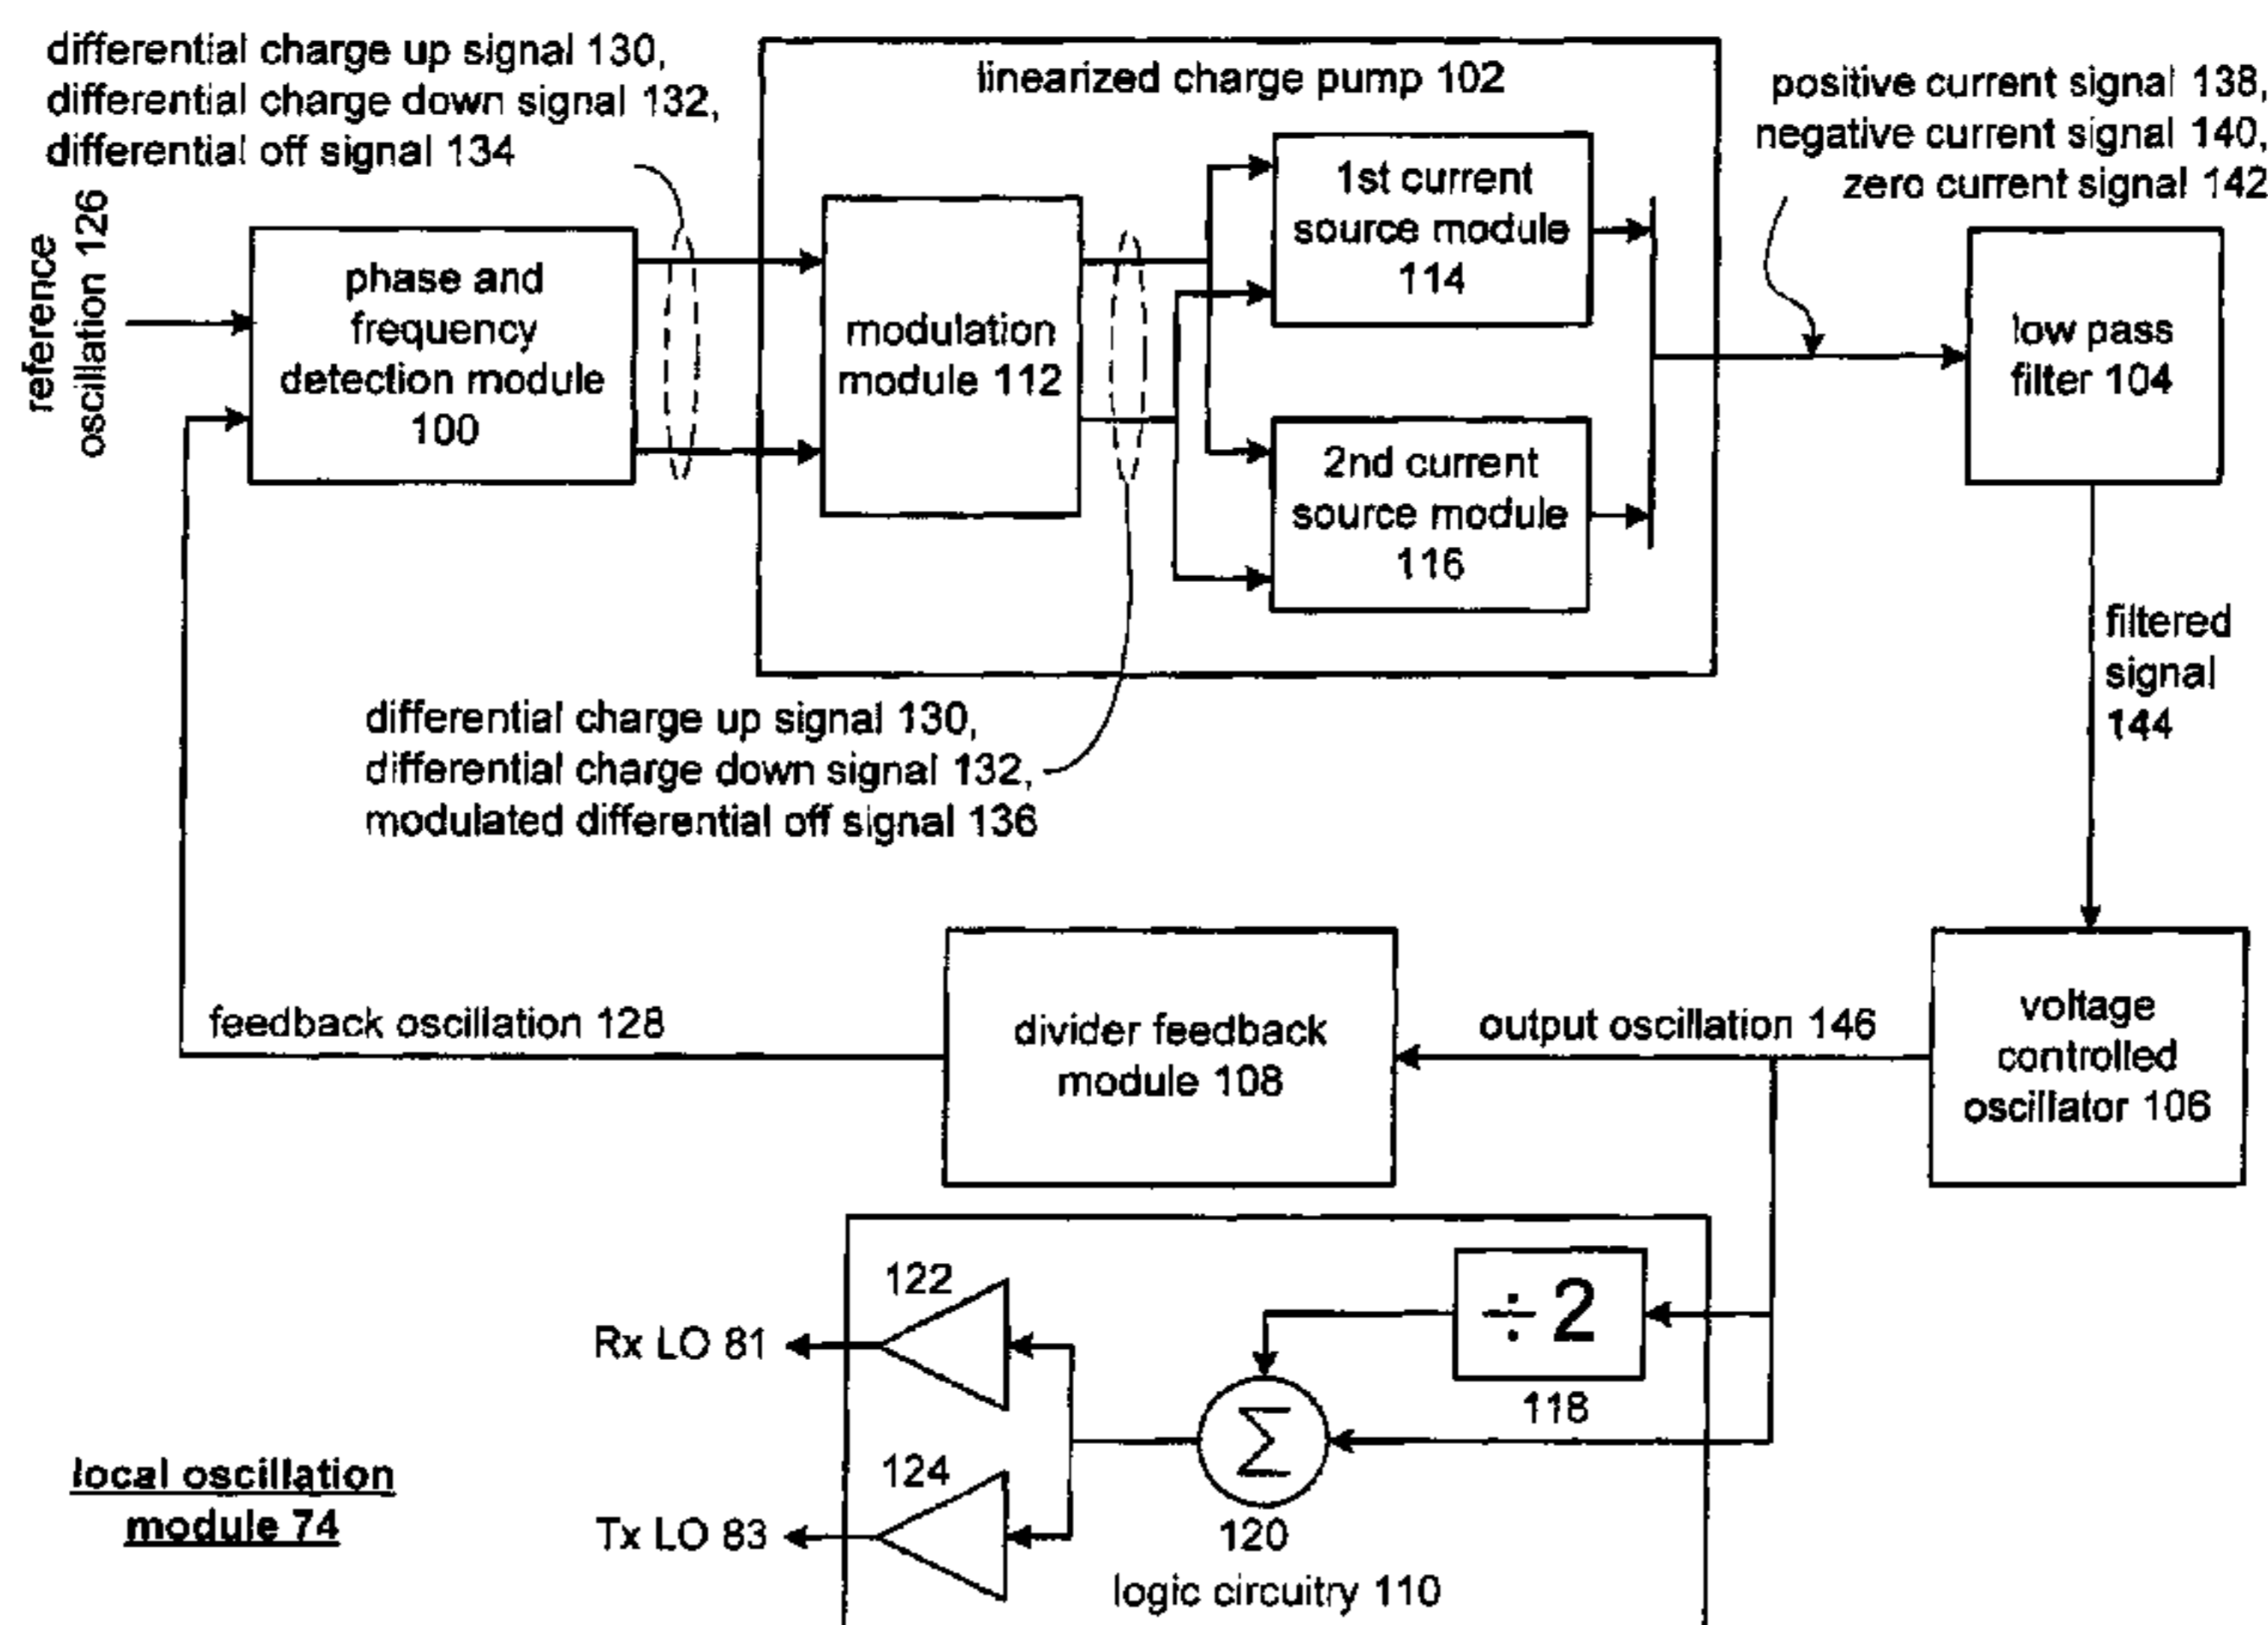 differential charge up signal 130,
differential charge down signal 132,
differential off signal 134
linearized charge pump 102
positive current signal 138,
negative current signal 140,
zero current signal 142
reference
oscillation 126
phase and
frequency
detection module
100
modulation
module 112
1st current
source module
114
2nd current
source module
116
low pass
filter 104
filtered
signal
144
differential charge up signal 130,
differential charge down signal 132,
modulated differential off signal 136
feedback oscillation 128
divider feedback
module 108
output oscillation 146
voltage
controlled
oscillator 106
122
Rx LO 81
÷ 2
118
Σ
120
124
Tx LO 83
logic circuitry 110
local oscillation
module 74